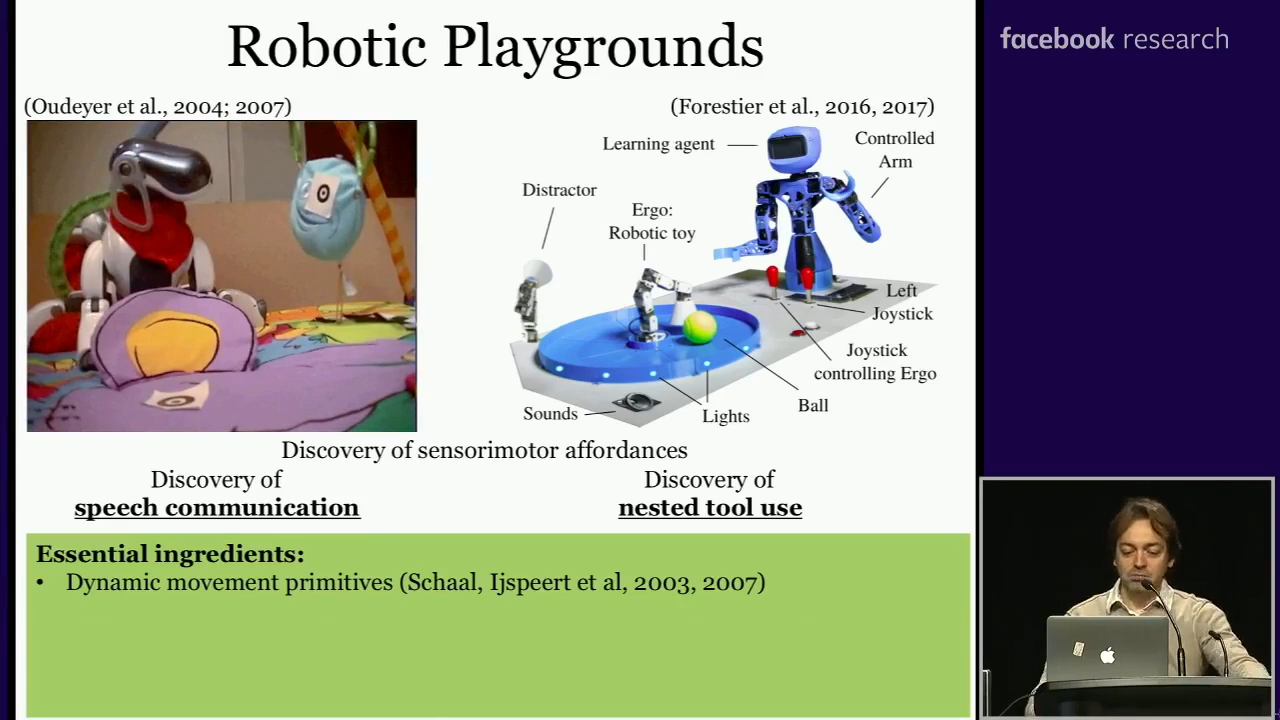 Robotic Playgrounds
facebook research
(Oudeyer et al., 2004; 2007)
(Forestier et al., 2016, 2017)
Learning agent
Controlled
Arm
Distractor
Ergo:
Robotic toy
Left
Joystick
Joystick
controlling Ergo
Ball
Sounds
Lights
Discovery of sensorimotor affordances
Discovery of
speech communication
Discovery of
nested tool use
Essential ingredients:
• Dynamic movement primitives (Schaal, Ijspeert et al, 2003, 2007)